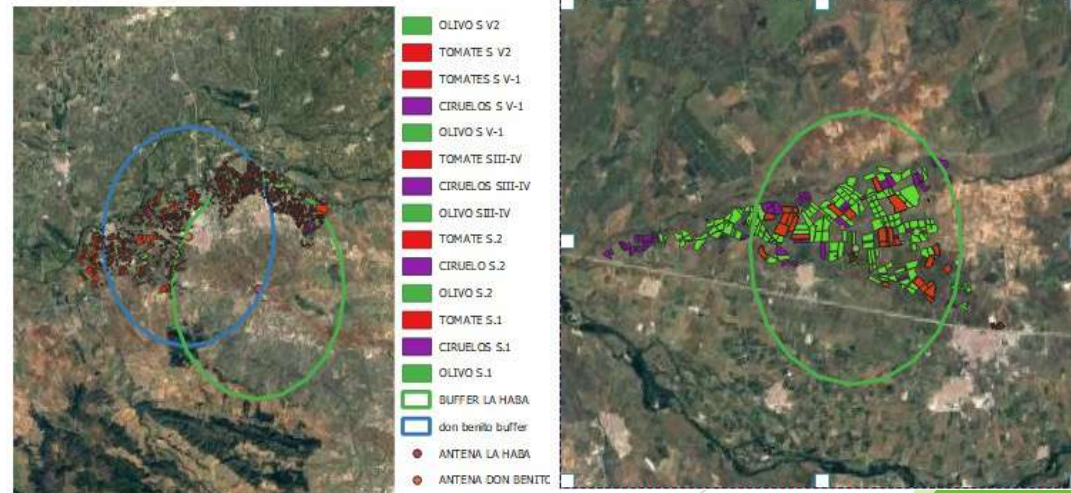 OLIVO S V2
TOMATE S V2
TOMATES S V-1
CIRUELOS S V-1
OLIVO S V-1
TOMATE SIII-IV
CIRUELOS SIII-IV
OLIVO SIII-IV
TOMATE S.2
CIRUELO S.2
OLIVO S.2
TOMATE S.1
CIRUELOS S.1
OLIVO S.1
BUFFER LA HABA
don benito buffer
ANTENA LA HABA
ANTENA DON BENITO